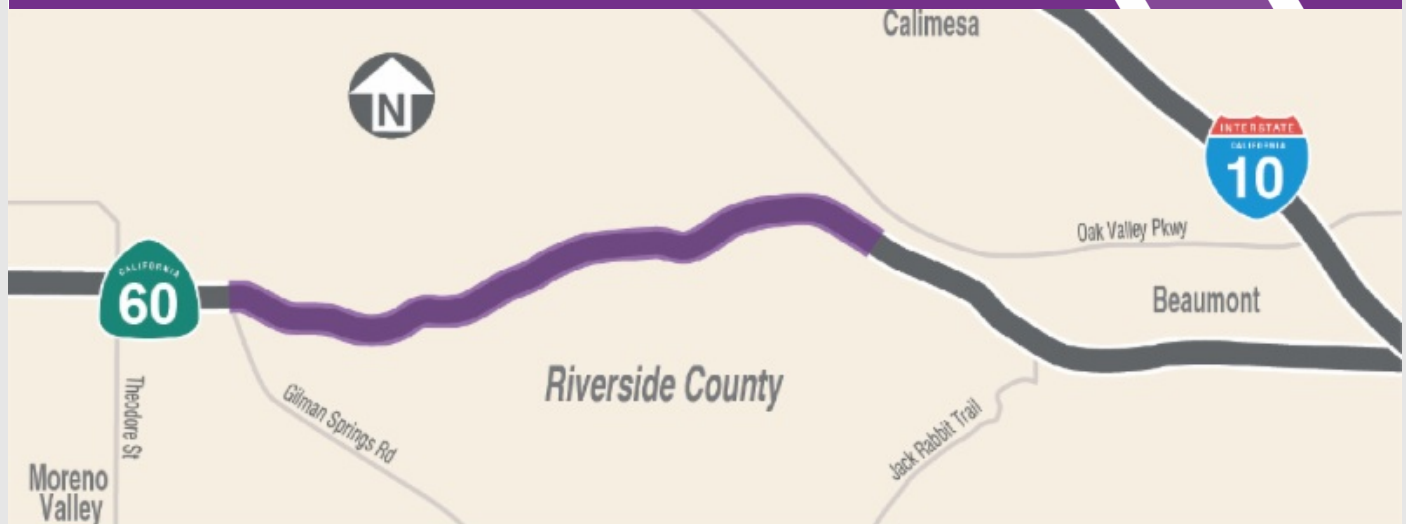 Calimesa
N
INTERSTATE
CALIFORNIA
10
Oak Valley Pkwy
CALIFORNIA
60
Beaumont
Riverside County
Theodore St
Gilman Springs Rd
Jack Rabbit Trail
Moreno
Valley